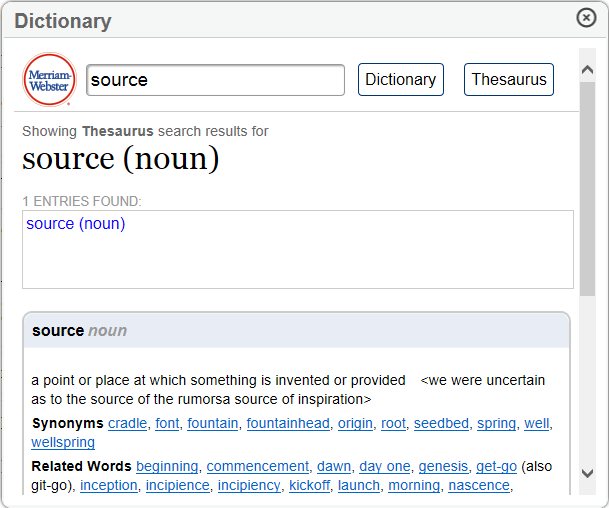 Dictionary
Merriam-
Webster
source
Dictionary
Thesaurus
Showing Thesaurus search results for
source (noun)
1 ENTRIES FOUND:
source (noun)
source noun
a point or place at which something is invented or provided <we were uncertain
as to the source of the rumorsa source of inspiration>
Synonyms cradle, font, fountain, fountainhead, origin, root, seedbed, spring, well,
wellspring
Related Words beginning, commencement, dawn, day one, genesis, get-go (also
git-go), inception, incipience, incipiency, kickoff, launch, morning, nascence,